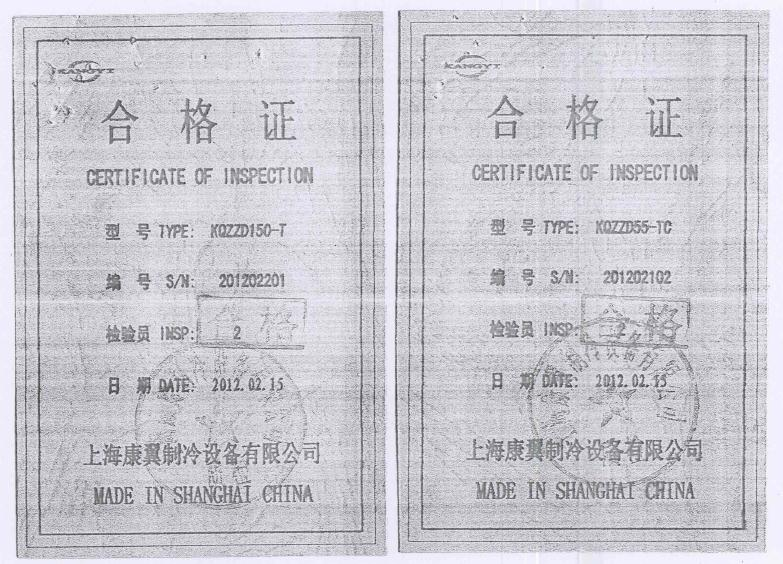 KANGYI
合格证
CERTIFICATE OF INSPECTION
型 号 TYPE: KQZZD150-T
编 号 S/N: 201202201
检验员 INSP: 2
合格
日 期 DATE: 2012.02.15
上海康翼制冷设备有限公司
MADE IN SHANGHAI CHINA
KANGYI
合格证
CERTIFICATE OF INSPECTION
型 号 TYPE: KQZZD55-TC
编 号 S/N: 201202102
检验员 INSP: 2
合格
日 期 DATE: 2012.02.15
上海康翼制冷设备有限公司
MADE IN SHANGHAI CHINA